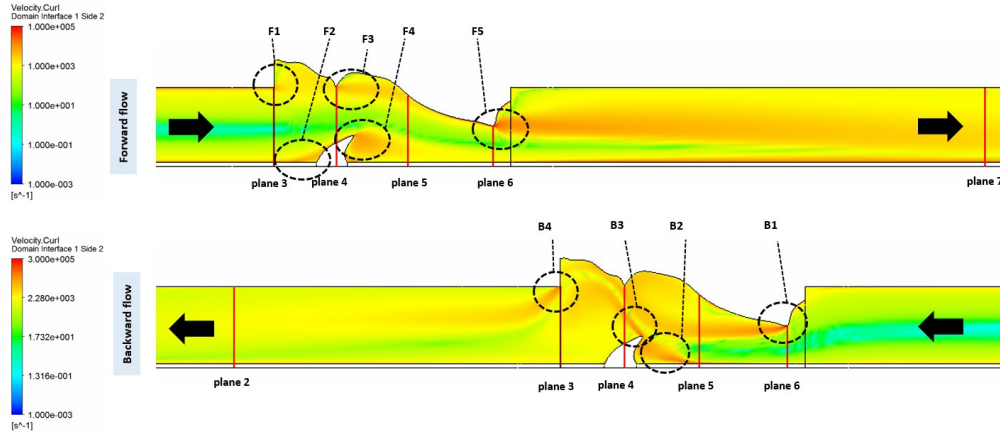 Velocity.Curl
Domain Interface 1 Side 2
1.000e+005
1.000e+003
1.000e+001
1.000e-001
1.000e-003
[s^-1]
Forward flow
F1
F2
F3
F4
F5
plane 3
plane 4
plane 5
plane 6
plane 7
Velocity.Curl
Domain Interface 1 Side 2
3.000e+005
2.280e+003
1.732e+001
1.316e-001
1.000e-003
[s^-1]
Backward flow
B4
B3
B2
B1
plane 2
plane 3
plane 4
plane 5
plane 6